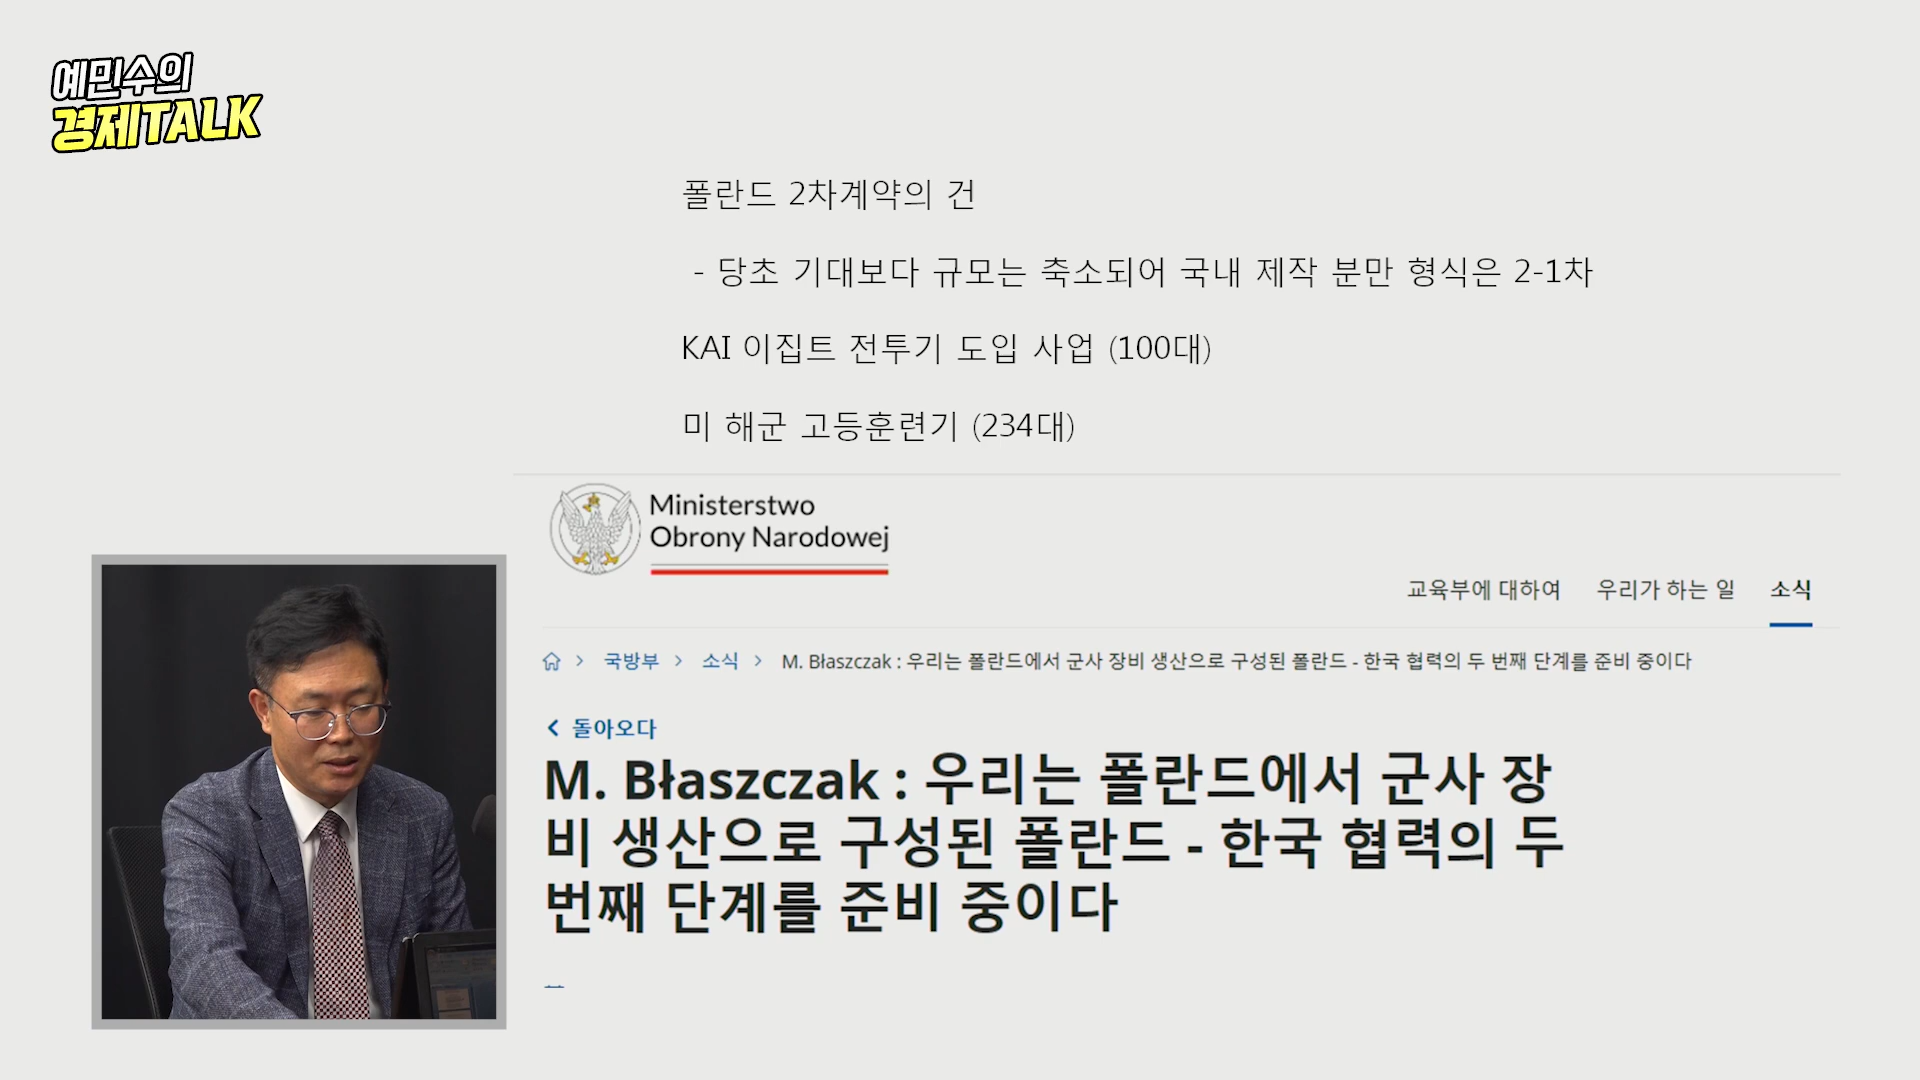 예민수의
경제TALK
폴란드 2차계약의 건
- 당초 기대보다 규모는 축소되어 국내 제작 분만 형식은 2-1차
KAI 이집트 전투기 도입 사업 (100대)
미 해군 고등훈련기 (234대)
Ministerstwo
Obrony Narodowej
교육부에 대하여 우리가 하는 일 소식
국방부 > 소식 > M. Błaszczak : 우리는 폴란드에서 군사 장비 생산으로 구성된 폴란드 - 한국 협력의 두 번째 단계를 준비 중이다
돌아오다
M. Błaszczak : 우리는 폴란드에서 군사 장
비 생산으로 구성된 폴란드 - 한국 협력의 두
번째 단계를 준비 중이다